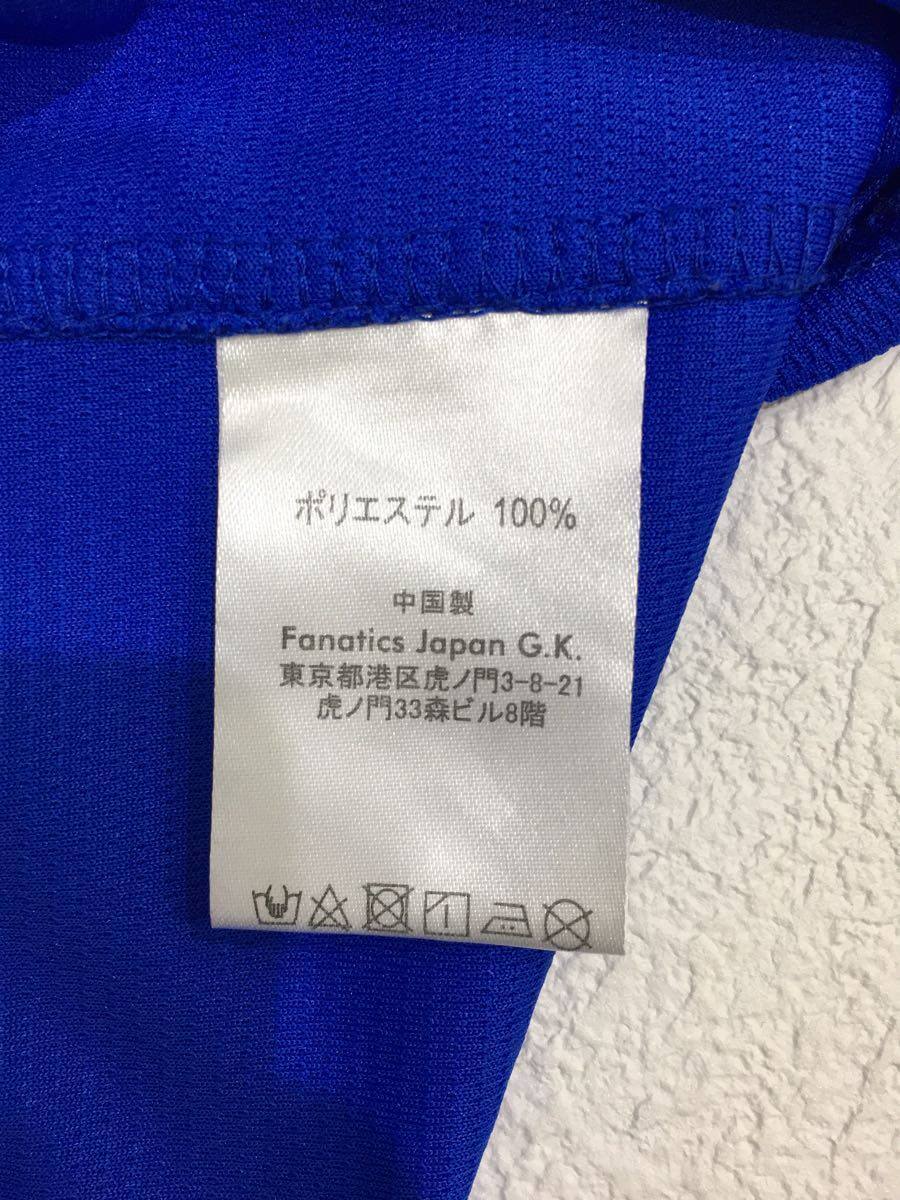 ポリエステル 100%
中国製
Fanatics Japan G.K.
東京都港区虎ノ門3-8-21
虎ノ門33森ビル8階